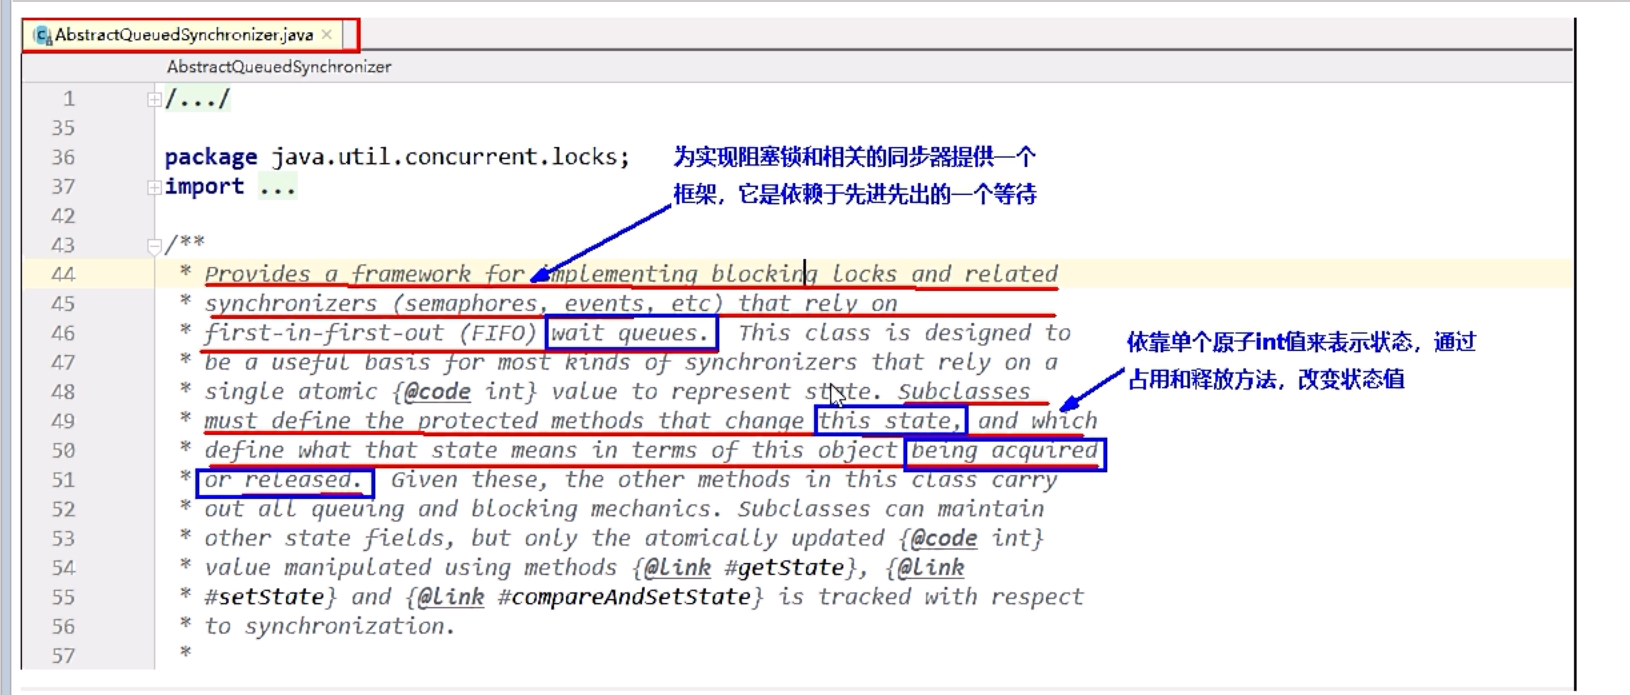 AbstractQueuedSynchronizer.java
AbstractQueuedSynchronizer
1 /.../
35
36 package java.util.concurrent.locks;
37 import ...
42
43 /**
为实现阻塞锁和相关的同步器提供一个
框架，它是依赖于先进先出的一个等待
44 * Provides a framework for implementing blocking locks and related
45 * synchronizers (semaphores, events, etc) that rely on
46 * first-in-first-out (FIFO) wait queues. This class is designed to
47 * be a useful basis for most kinds of synchronizers that rely on a
48 * single atomic {@code int} value to represent state. Subclasses
49 * must define the protected methods that change this state, and which
50 * define what that state means in terms of this object being acquired
51 * or released. Given these, the other methods in this class carry
52 * out all queuing and blocking mechanics. Subclasses can maintain
53 * other state fields, but only the atomically updated {@code int}
54 * value manipulated using methods {@link #getState}, {@link
55 * #setState} and {@link #compareAndSetState} is tracked with respect
56 * to synchronization.
57 *
依靠单个原子int值来表示状态，通过
占用和释放方法，改变状态值